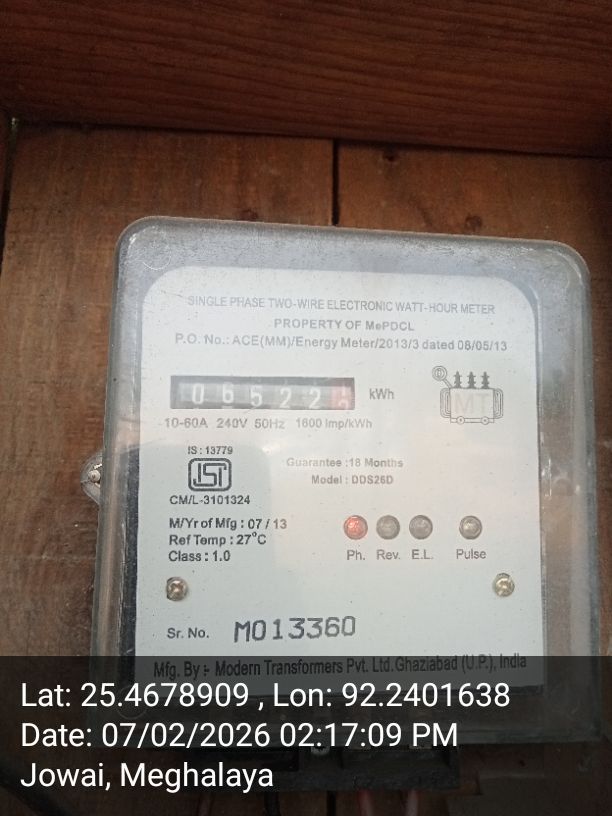 SINGLE PHASE TWO-WIRE ELECTRONIC WATT-HOUR METER
PROPERTY OF MePDCL
P.O. No.: ACE(MM)/Energy Meter/2013/3 dated 08/05/13
06522 kWh
MT
10-60A 240V 50Hz 1600 Imp/kWh
IS : 13779
ISI
CM/L-3101324
Guarantee :18 Months
Model : DDS26D
M/Yr of Mfg : 07 / 13
Ref Temp : 27°C
Class : 1.0
Ph. Rev. E.L. Pulse
Sr. No. M013360
Mfg. By :- Modern Transformers Pvt. Ltd.Ghaziabad (U.P.), India
Lat: 25.4678909 , Lon: 92.2401638
Date: 07/02/2026 02:17:09 PM
Jowai, Meghalaya